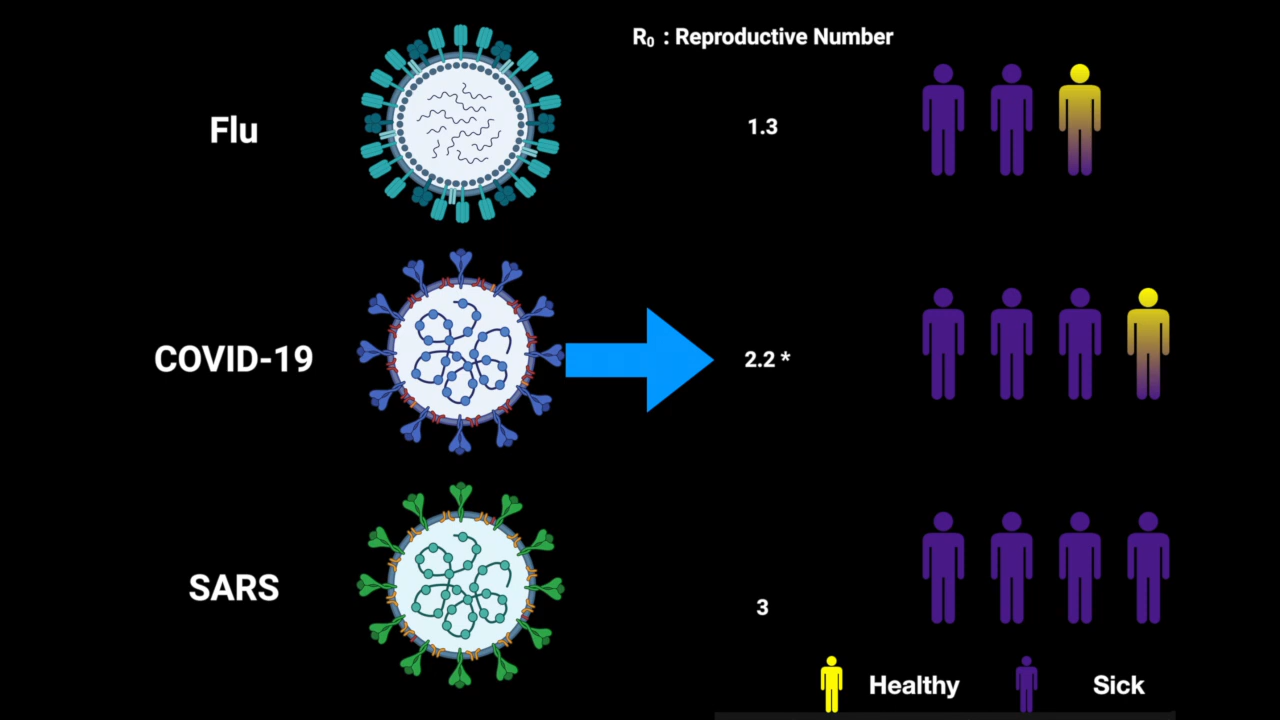 R₀ : Reproductive Number
Flu
1.3
COVID-19
2.2 *
SARS
3
Healthy
Sick